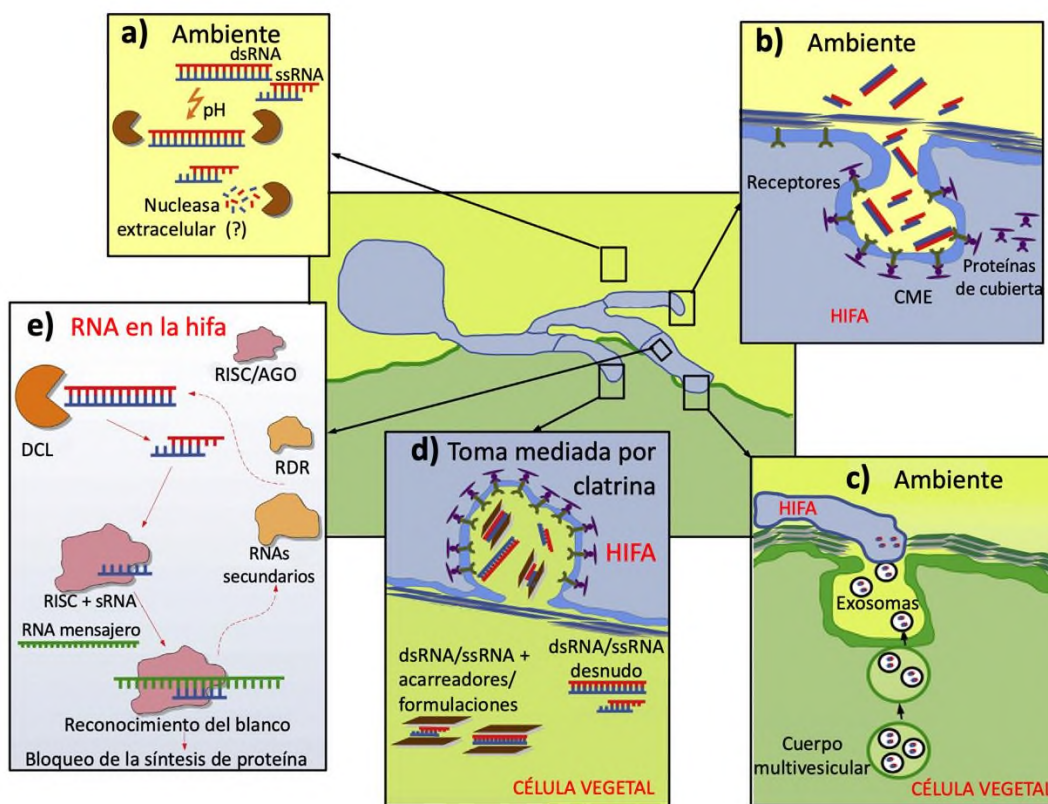 a) Ambiente
dsRNA
ssRNA
pH
Nucleasa
extracelular (?)
b) Ambiente
Receptores
Proteínas
de cubierta
CME
HIFA
e) RNA en la hifa
RISC/AGO
DCL
RDR
RNAs
secundarios
RISC + sRNA
RNA mensajero
Reconocimiento del blanco
Bloqueo de la síntesis de proteína
d) Toma mediada por
clatrina
HIFA
dsRNA/ssRNA +
acarreadores/
formulaciones
dsRNA/ssRNA
desnudo
CÉLULA VEGETAL
c) Ambiente
HIFA
Exosomas
Cuerpo
multivesicular
CÉLULA VEGETAL